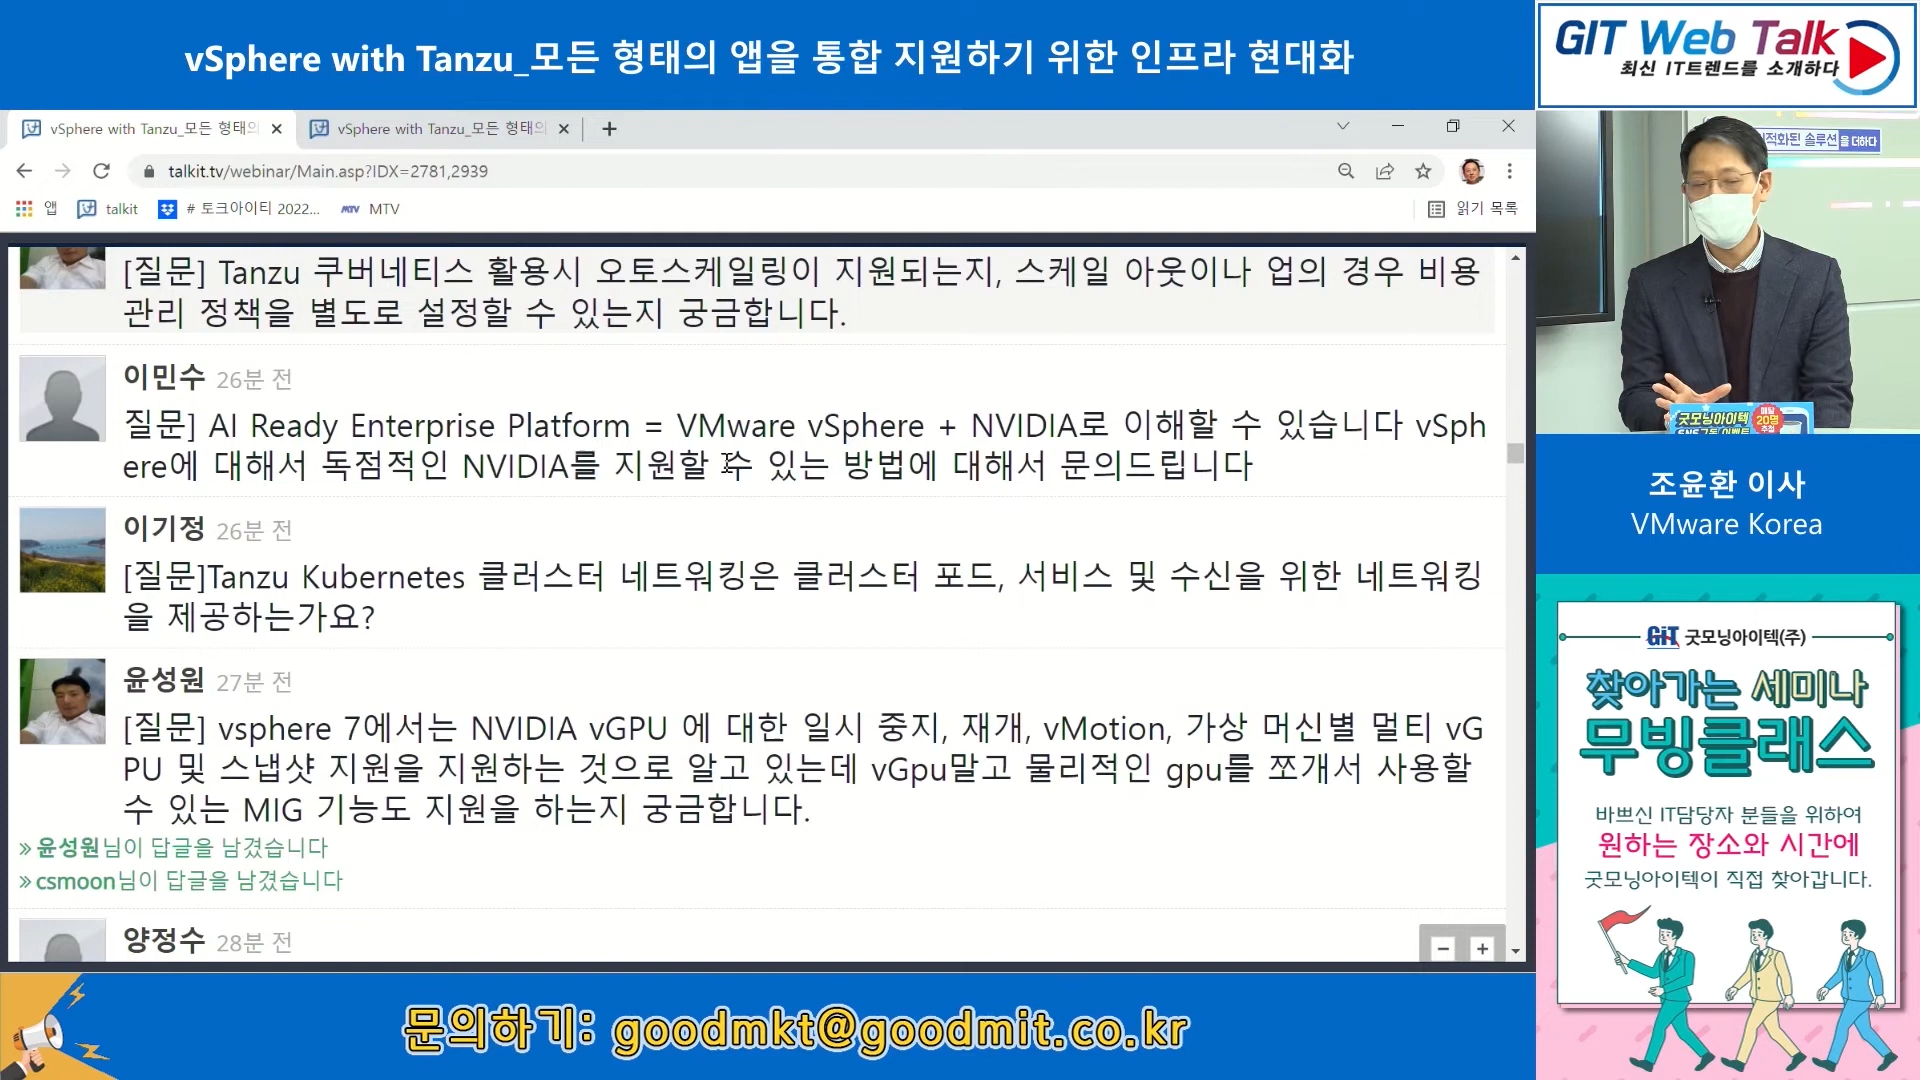 vSphere with Tanzu_모든 형태의 앱을 통합 지원하기 위한 인프라 현대화
GIT Web Talk
최신 IT트렌드를 소개하다
vSphere with Tanzu_모든 형태의
vSphere with Tanzu_모든 형태의
talkit.tv/webinar/Main.asp?IDX=2781,2939
앱
talkit
# 토크아이티 2022...
MTV
MTV
읽기 목록
[질문] Tanzu 쿠버네티스 활용시 오토스케일링이 지원되는지, 스케일 아웃이나 업의 경우 비용
관리 정책을 별도로 설정할 수 있는지 궁금합니다.
이민수 26분 전
질문] AI Ready Enterprise Platform = VMware vSphere + NVIDIA로 이해할 수 있습니다 vSph
ere에 대해서 독점적인 NVIDIA를 지원할 수 있는 방법에 대해서 문의드립니다
이기정 26분 전
[질문]Tanzu Kubernetes 클러스터 네트워킹은 클러스터 포드, 서비스 및 수신을 위한 네트워킹
을 제공하는가요?
윤성원 27분 전
[질문] vsphere 7에서는 NVIDIA vGPU 에 대한 일시 중지, 재개, vMotion, 가상 머신별 멀티 vG
PU 및 스냅샷 지원을 지원하는 것으로 알고 있는데 vGpu말고 물리적인 gpu를 쪼개서 사용할
수 있는 MIG 기능도 지원을 하는지 궁금합니다.
» 윤성원님이 답글을 남겼습니다
» csmoon님이 답글을 남겼습니다
양정수 28분 전
적화된 솔루션을 더하다
굿모닝아이텍
매달
20명
조윤환 이사
VMware Korea
GIT 굿모닝아이텍(주)
찾아가는 세미나
무빙클래스
바쁘신 IT담당자 분들을 위하여
원하는 장소와 시간에
굿모닝아이텍이 직접 찾아갑니다.
문의하기: goodmkt@goodmit.co.kr